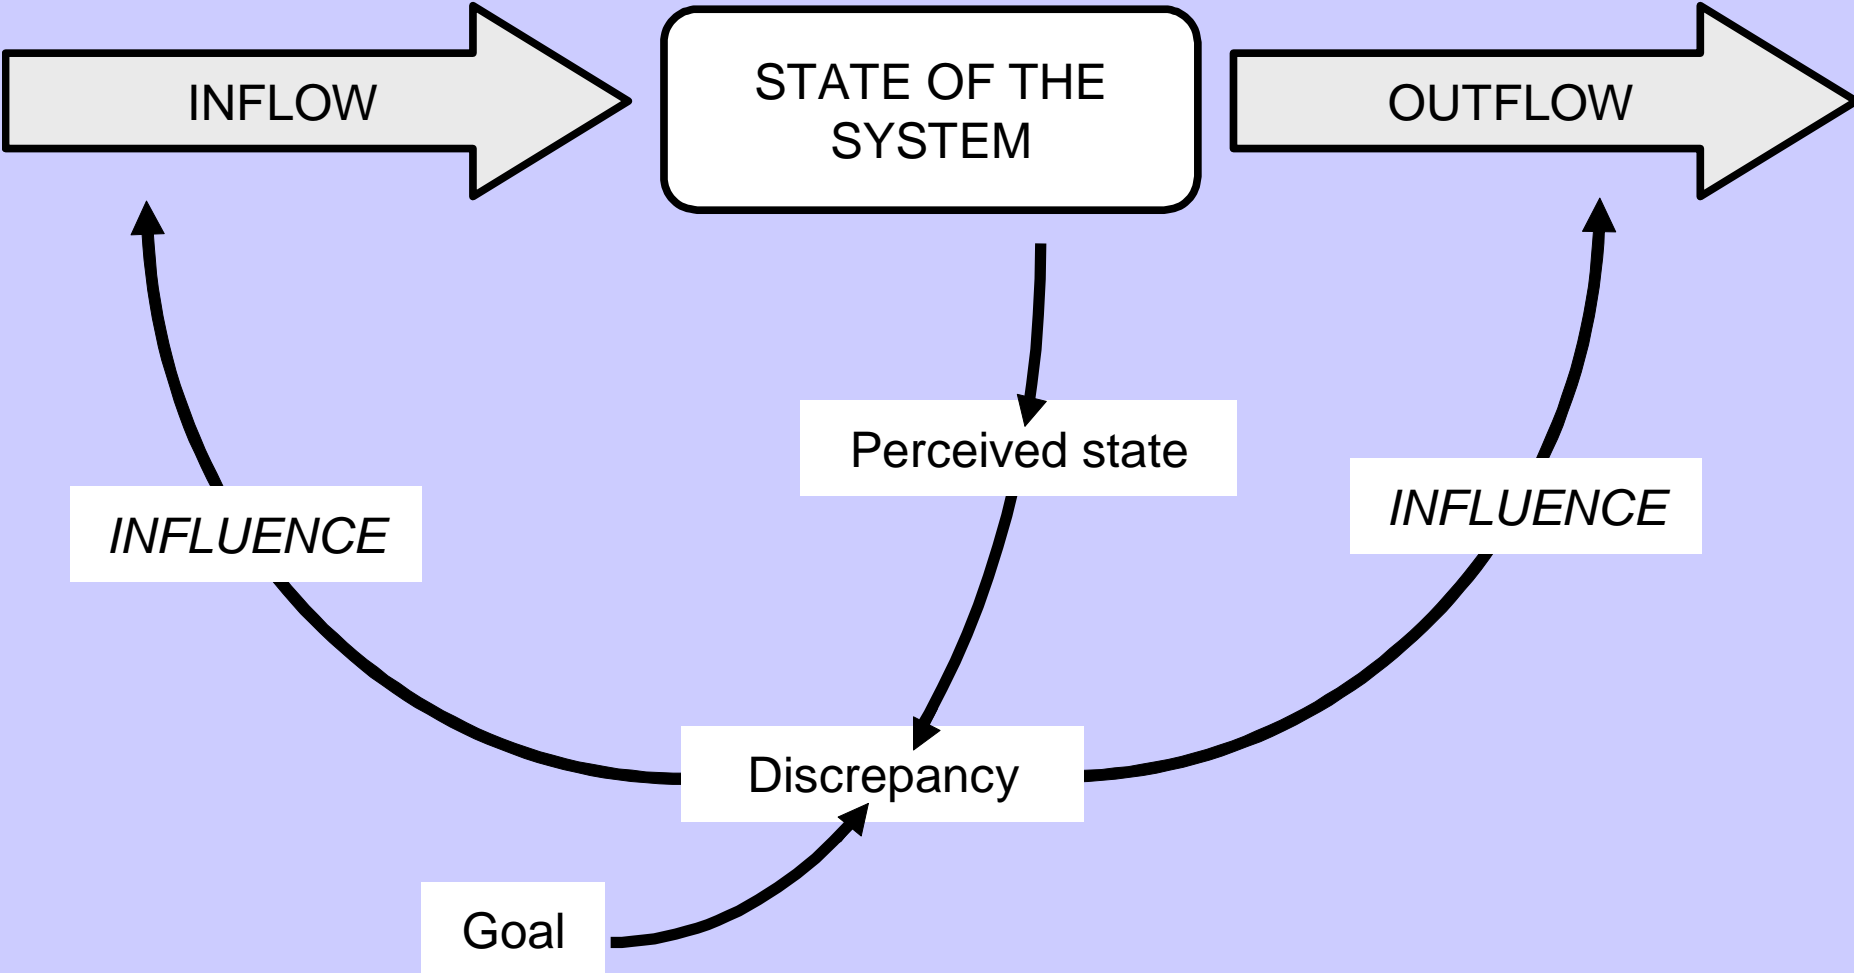 INFLOW
STATE OF THE
SYSTEM
OUTFLOW
Perceived state
INFLUENCE
INFLUENCE
Discrepancy
Goal